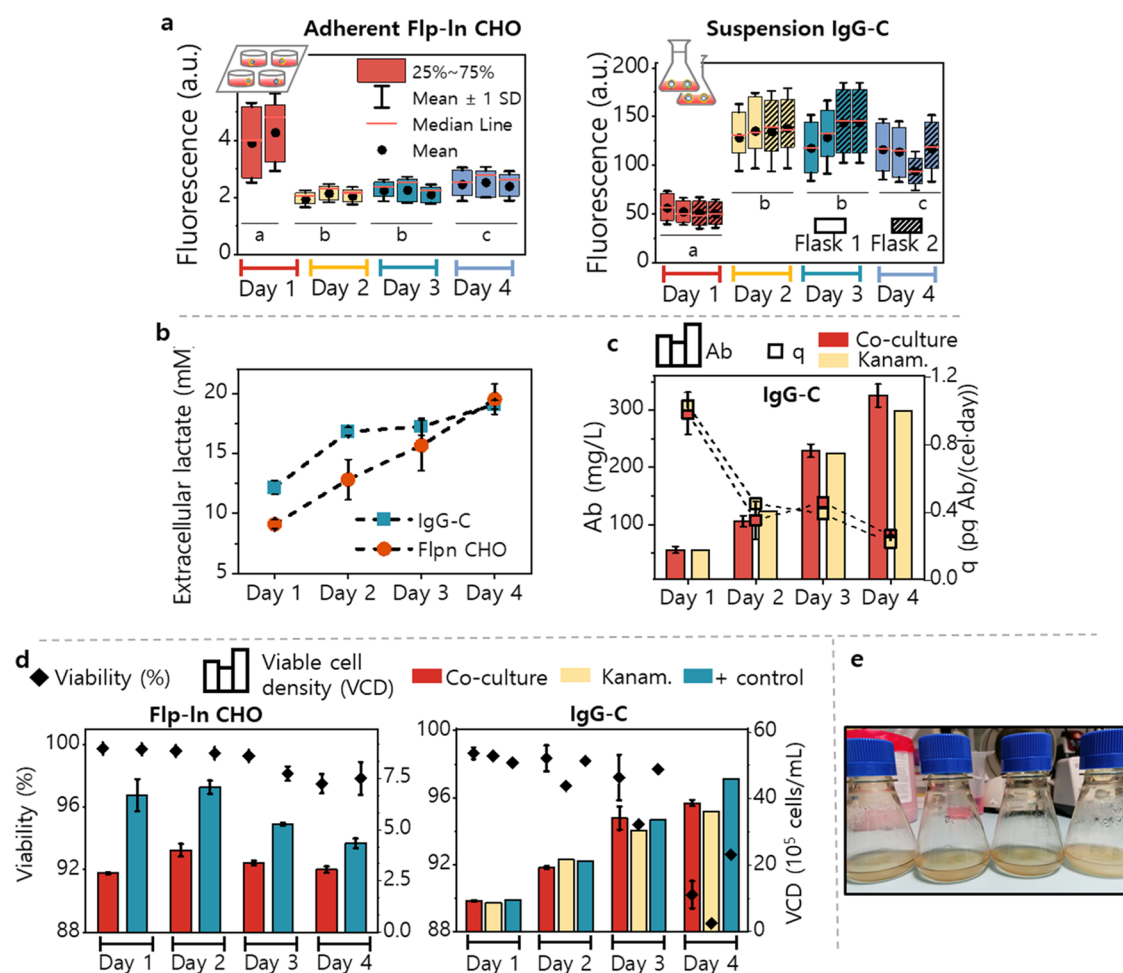 a
Adherent Flp-In CHO
Fluorescence (a.u.)
4
2
0
25%~75%
Mean ± 1 SD
Median Line
Mean
a
b
b
c
Day 1
Day 2
Day 3
Day 4
Suspension IgG-C
Fluorescence (a.u.)
200
150
100
50
0
b
b
c
a
Flask 1
Flask 2
Day 1
Day 2
Day 3
Day 4
b
Extracellular lactate (mM)
20
15
10
5
IgG-C
Flpn CHO
Day 1
Day 2
Day 3
Day 4
c
Ab
q
Co-culture
Kanam.
IgG-C
Ab (mg/L)
300
200
100
1.2
0.8
0.4
0.0
q (pg Ab/(cel·day))
Day 1
Day 2
Day 3
Day 4
d
Viability (%)
Viable cell
density (VCD)
Co-culture
Kanam.
+ control
Flp-In CHO
Viability (%)
100
96
92
88
7.5
5.0
2.5
0.0
Day 1
Day 2
Day 3
Day 4
IgG-C
100
96
92
88
60
40
20
0
VCD (10⁵ cells/mL)
Day 1
Day 2
Day 3
Day 4
e